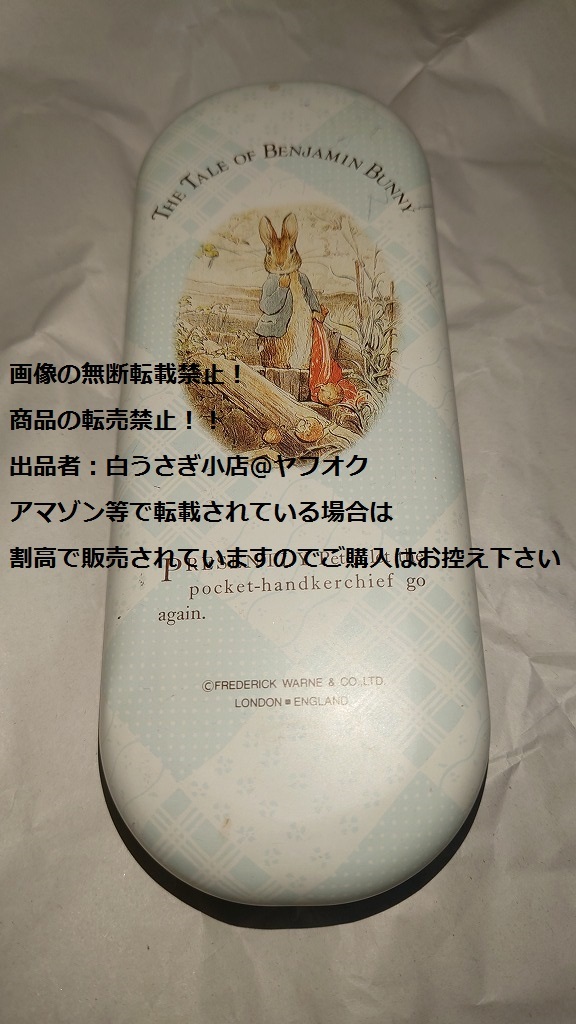 THE TALE OF BENJAMIN BUNNY
画像の無断転載禁止！
商品の転売禁止！！
出品者：白うさぎ小店@ヤフオク
アマゾン等で転載されている場合は
割高で販売されていますのでご購入はお控え下さい
PRESENTLY Peter let the
pocket-handkerchief go
again.
©FREDERICK WARNE & CO.,LTD.
LONDON ■ ENGLAND